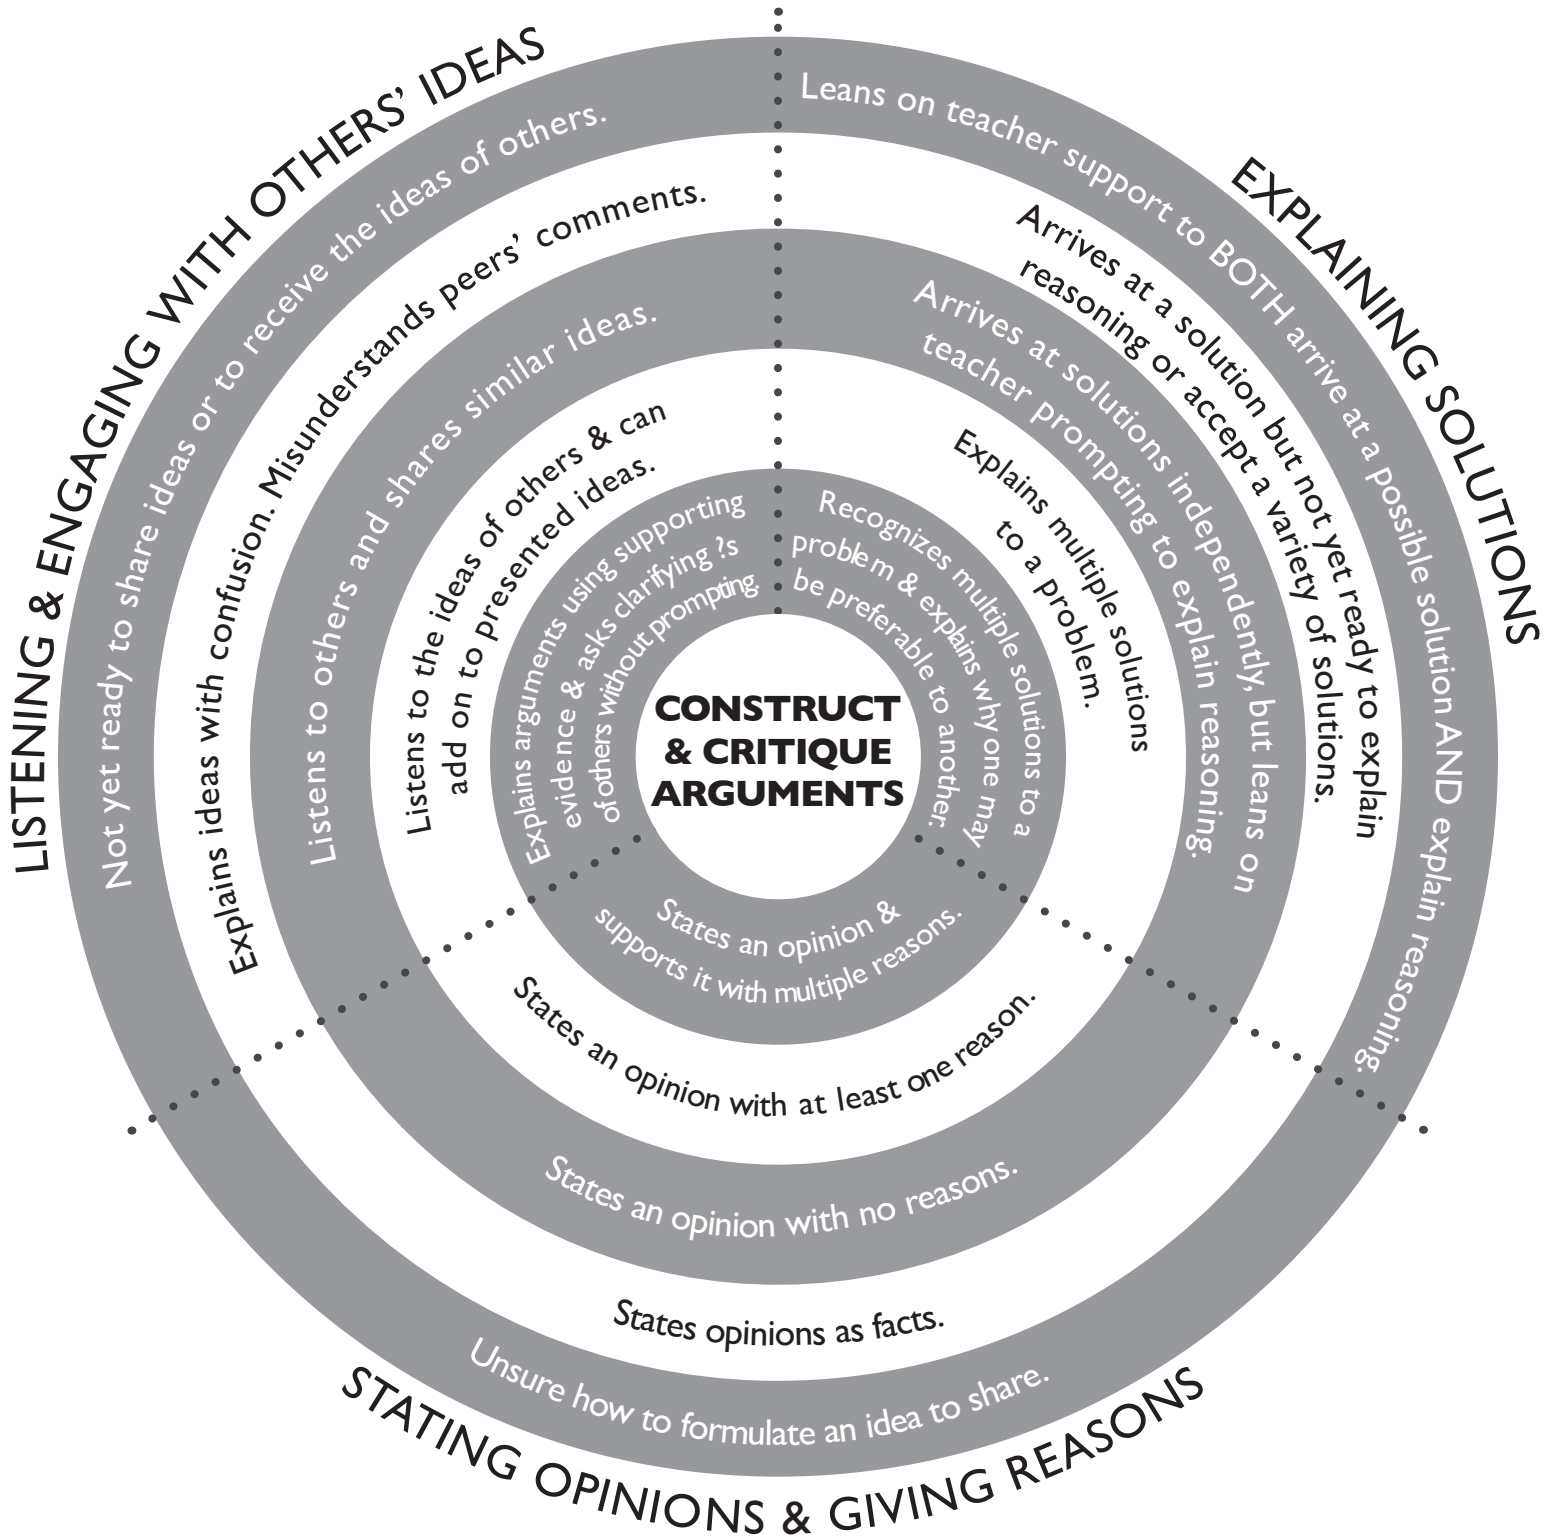 LISTENING & ENGAGING WITH OTHERS' IDEAS
Not yet ready to share ideas or to receive the ideas of others.
Explains ideas with confusion. Misunderstands peers' comments.
Listens to others and shares similar ideas.
Listens to the ideas of others & can
add on to presented ideas.
Explains arguments using supporting
evidence & asks clarifying ?s
of others without prompting.
EXPLAINING SOLUTIONS
Leans on teacher support to BOTH arrive at a possible solution AND explain reasoning.
Arrives at a solution but not yet ready to explain
reasoning or accept a variety of solutions.
Arrives at solutions independently, but leans on
teacher prompting to explain reasoning.
Explains multiple solutions
to a problem.
Recognizes multiple solutions to a
problem & explains why one may
be preferable to another.
CONSTRUCT
& CRITIQUE
ARGUMENTS
States an opinion &
supports it with multiple reasons.
States an opinion with at least one reason.
States an opinion with no reasons.
States opinions as facts.
Unsure how to formulate an idea to share.
STATING OPINIONS & GIVING REASONS